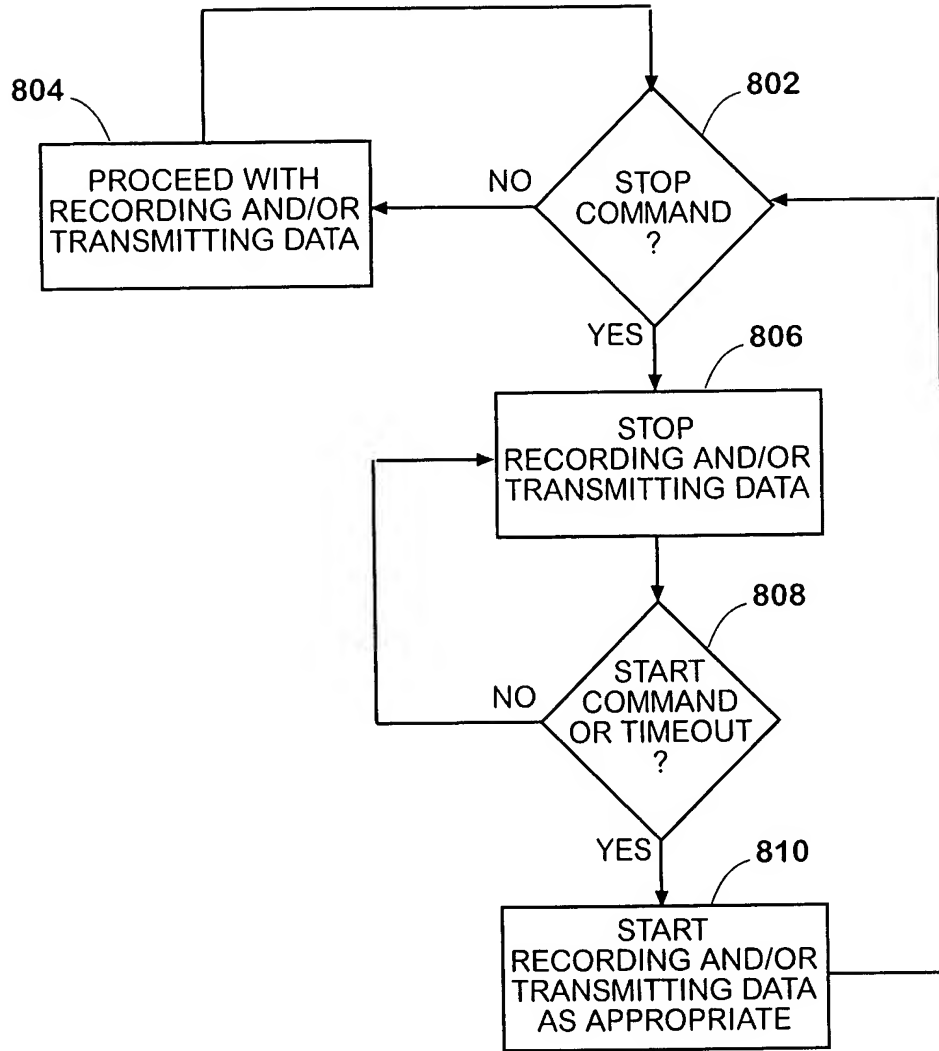 804
802
PROCEED WITH
RECORDING AND/OR
TRANSMITTING DATA
NO
STOP
COMMAND
?
YES
806
STOP
RECORDING AND/OR
TRANSMITTING DATA
808
START
COMMAND
OR TIMEOUT
?
NO
YES
810
START
RECORDING AND/OR
TRANSMITTING DATA
AS APPROPRIATE